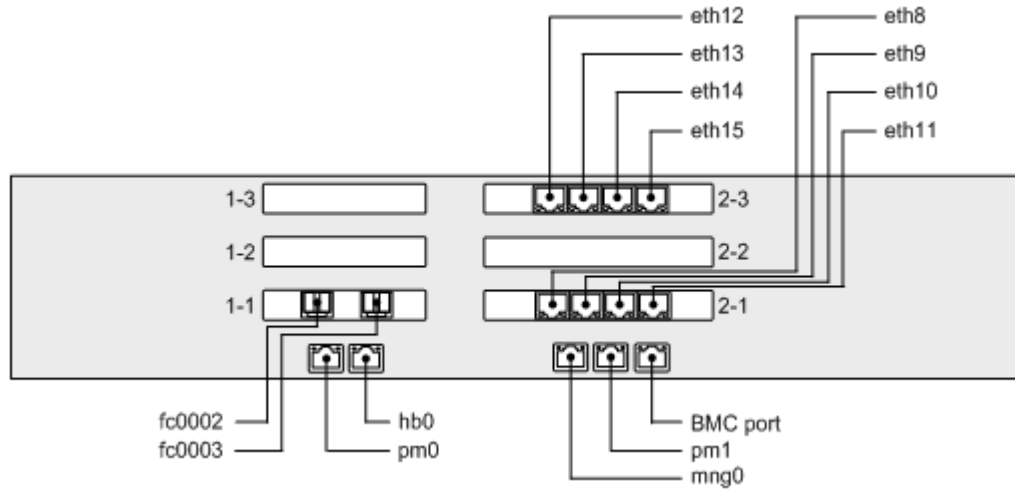 eth12 eth8
eth13 eth9
eth14 eth10
eth15 eth11
1-3 2-3
1-2 2-2
1-1 2-1
fc0002 hb0 BMC port
fc0003 pm0 pm1
mng0